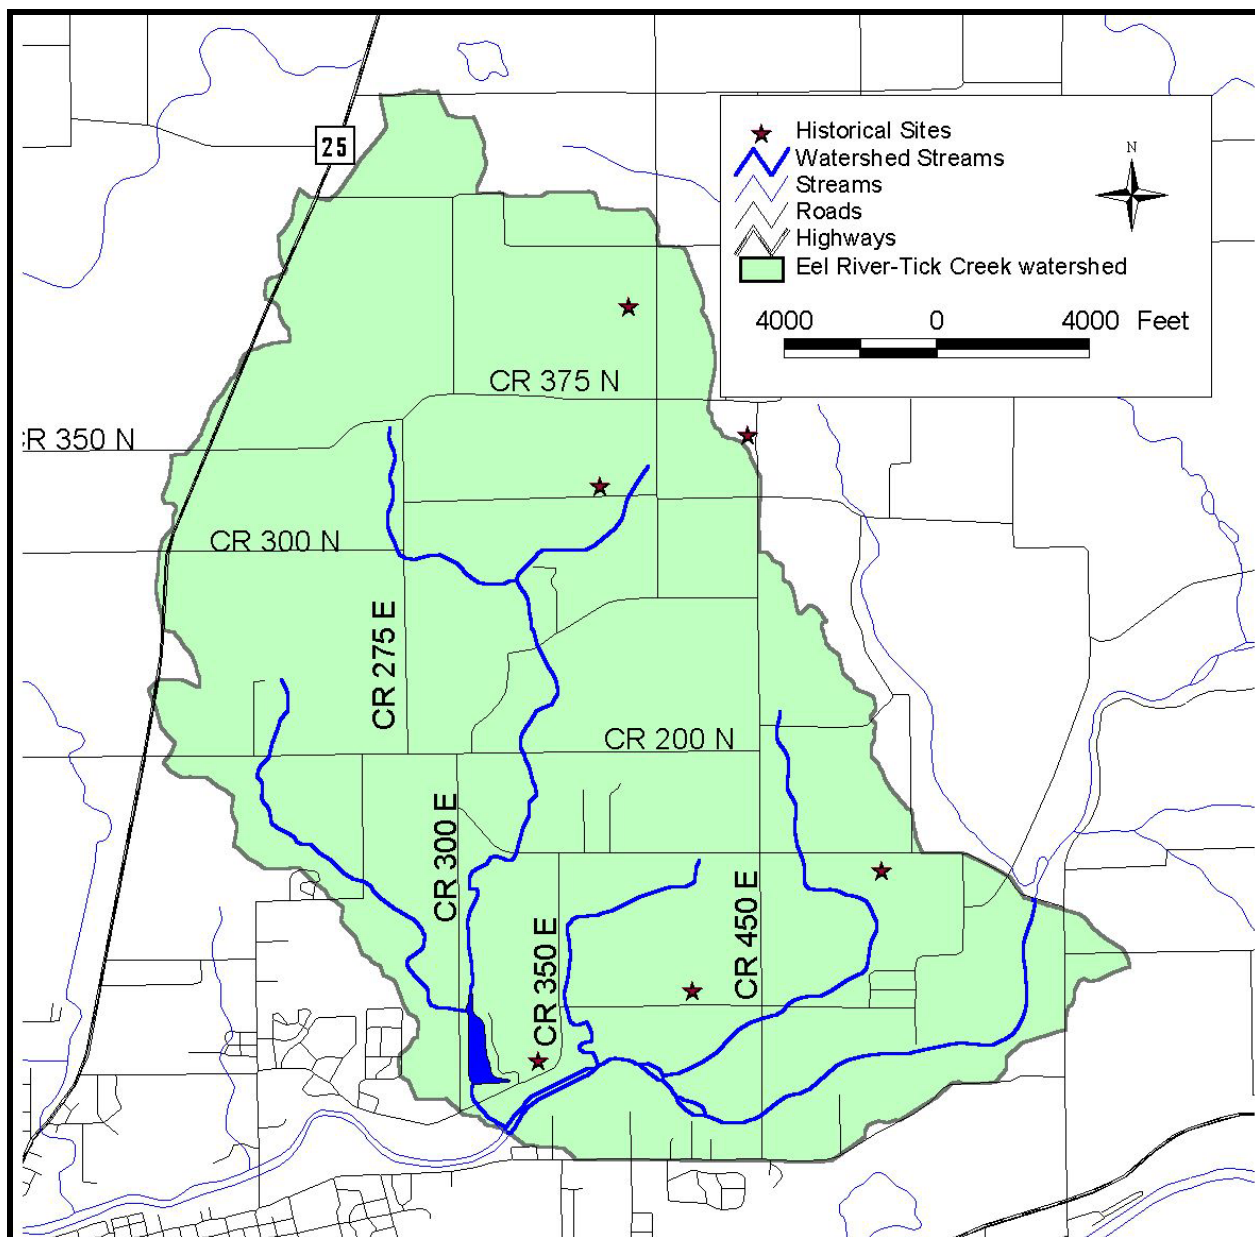 25
N
Historical Sites
Watershed Streams
Streams
Roads
Highways
Eel River-Tick Creek watershed
4000 0 4000 Feet
CR 375 N
CR 350 N
CR 300 N
CR 275 E
CR 200 N
CR 300 E
CR 350 E
CR 450 E